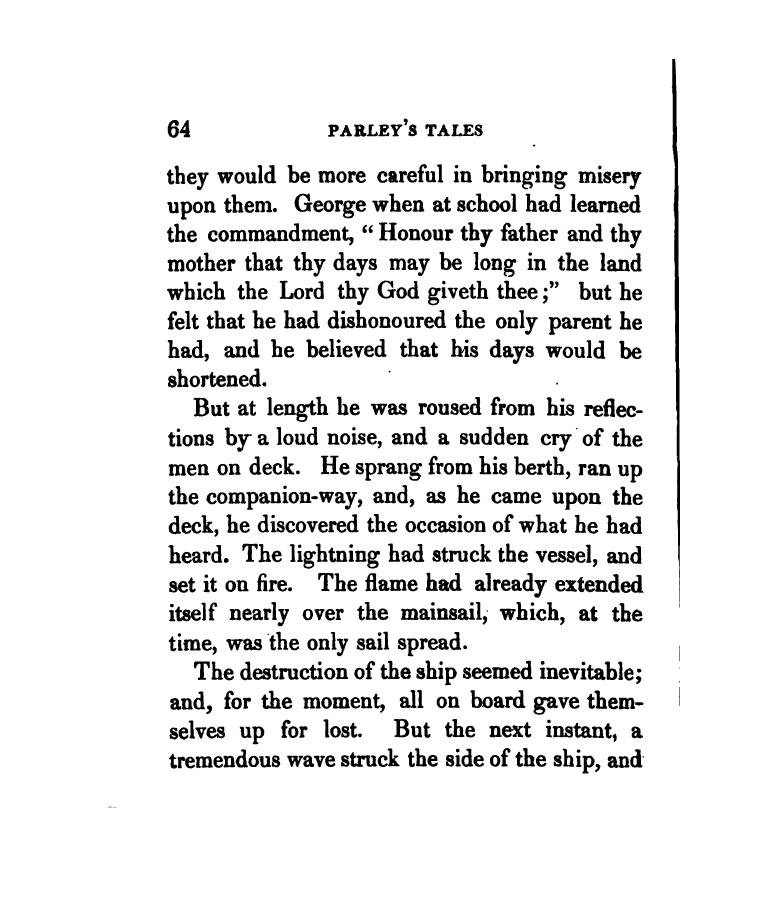 64 PARLEY'S TALES
they would be more careful in bringing misery
upon them. George when at school had learned
the commandment, “ Honour thy father and thy
mother that thy days may be long in the land
which the Lord thy God giveth thee ;” but he
felt that he had dishonoured the only parent he
had, and he believed that his days would be
shortened.
But at length he was roused from his reflec-
tions by a loud noise, and a sudden cry of the
men on deck. He sprang from his berth, ran up
the companion-way, and, as he came upon the
deck, he discovered the occasion of what he had
heard. The lightning had struck the vessel, and
set it on fire. The flame had already extended
itself nearly over the mainsail, which, at the
time, was the only sail spread.
The destruction of the ship seemed inevitable;
and, for the moment, all on board gave them-
selves up for lost. But the next instant, a
tremendous wave struck the side of the ship, and